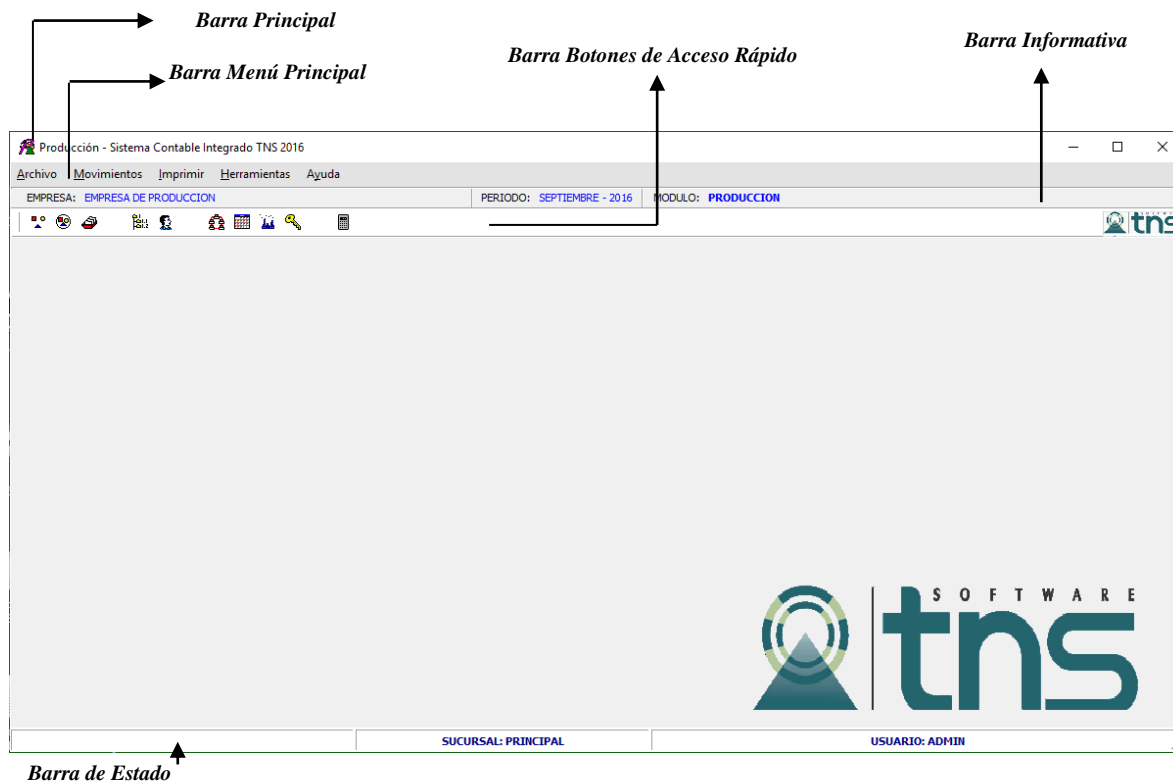 Barra Principal
Barra Informativa
Barra Botones de Acceso Rápido
Barra Menú Principal
Producción - Sistema Contable Integrado TNS 2016
Archivo Movimientos Imprimir Herramientas Ayuda
EMPRESA: EMPRESA DE PRODUCCION PERIODO: SEPTIEMBRE - 2016 MODULO: PRODUCCION
tns
SOFTWARE
tns
SUCURSAL: PRINCIPAL USUARIO: ADMIN
Barra de Estado